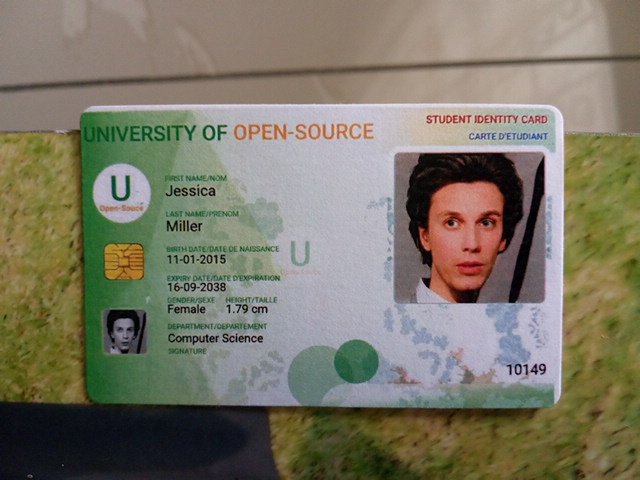 UNIVERSITY OF OPEN-SOURCE
STUDENT IDENTITY CARD
CARTE D'ETUDIANT
U
Open-Souce
FIRST NAME/NOM
Jessica
LAST NAME/PRENOM
Miller
BIRTH DATE/DATE DE NAISSANCE
11-01-2015
U
EXPIRY DATE/DATE D'EXPIRATION
16-09-2038
GENDER/SEXE HEIGHT/TAILLE
Female 1.79 cm
DEPARTMENT/DEPARTEMENT
Computer Science
SIGNATURE
10149